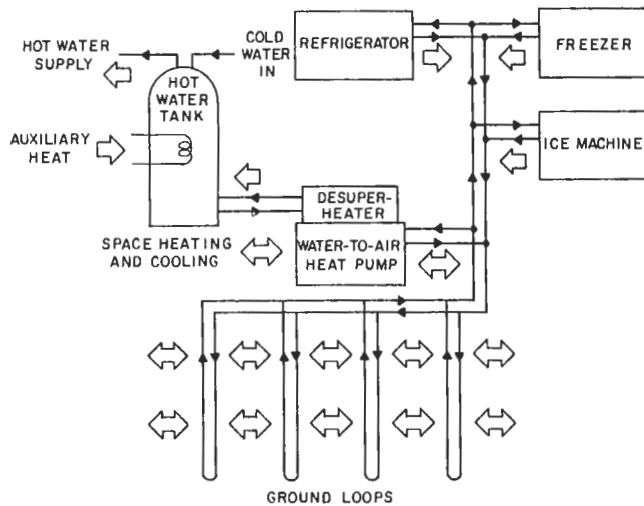 HOT WATER
SUPPLY
COLD
WATER
IN
REFRIGERATOR
FREEZER
HOT
WATER
TANK
AUXILIARY
HEAT
ICE MACHINE
DESUPER-
HEATER
SPACE HEATING
AND COOLING
WATER-TO-AIR
HEAT PUMP
GROUND LOOPS